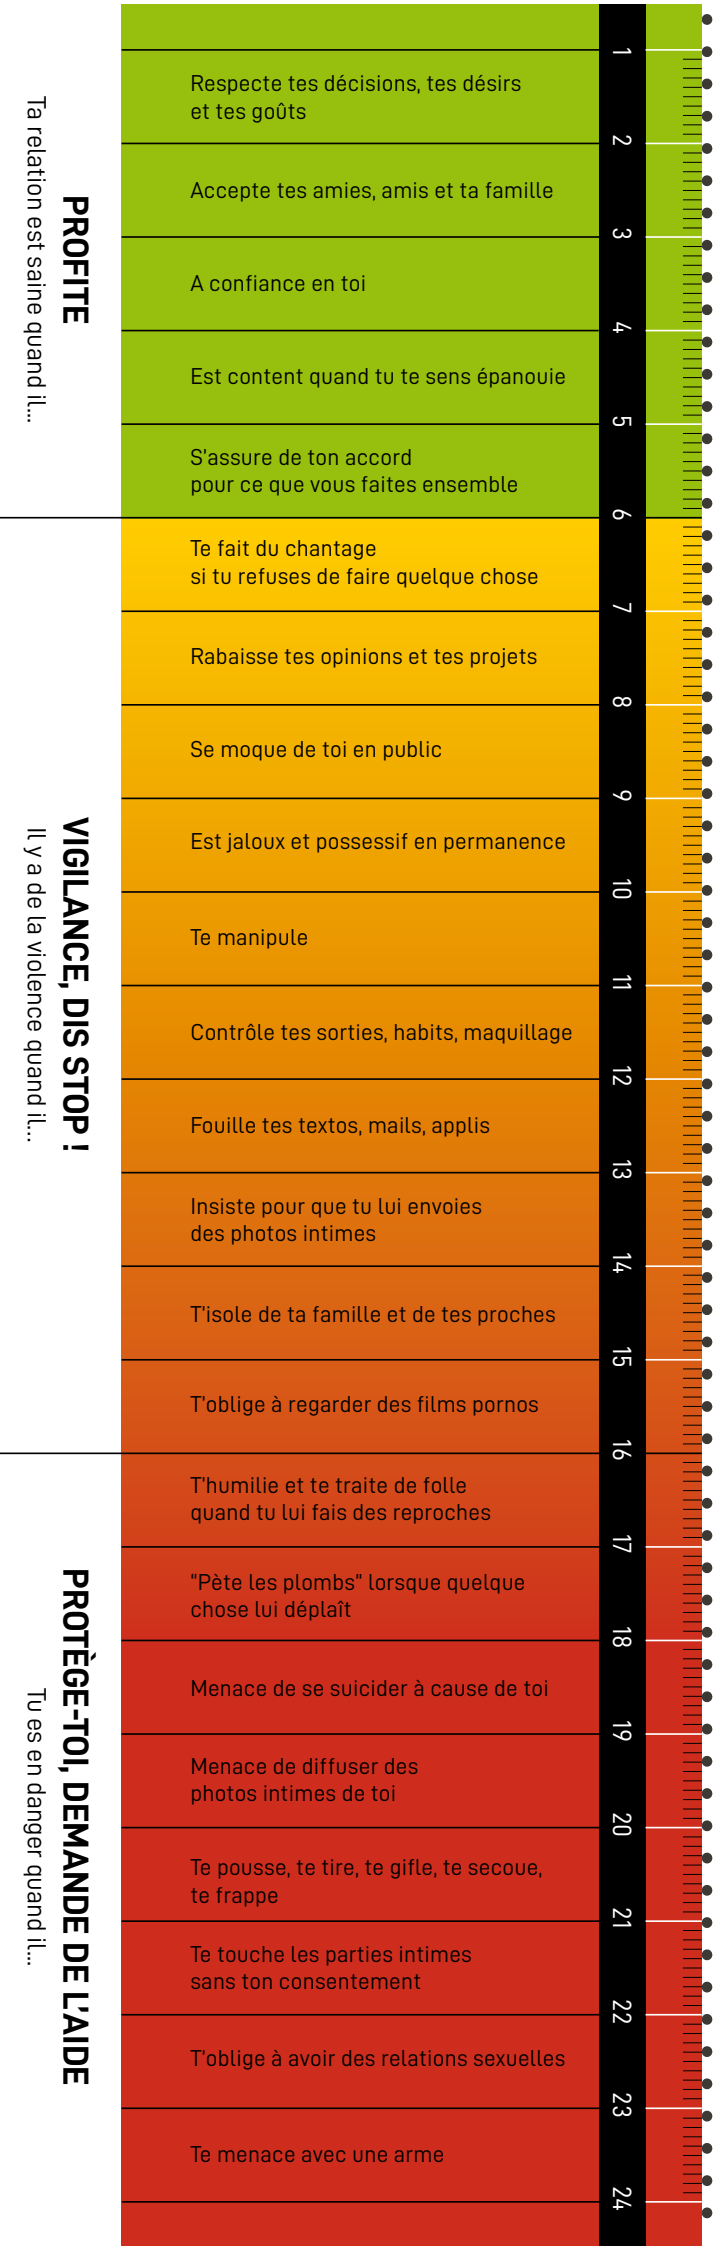 PROFITE
Ta relation est saine quand il...
1
Respecte tes décisions, tes désirs
et tes goûts
2
Accepte tes amies, amis et ta famille
3
A confiance en toi
4
Est content quand tu te sens épanouie
5
S'assure de ton accord
pour ce que vous faites ensemble
6
VIGILANCE, DIS STOP !
Il y a de la violence quand il...
Te fait du chantage
si tu refuses de faire quelque chose
7
Rabaisse tes opinions et tes projets
8
Se moque de toi en public
9
Est jaloux et possessif en permanence
10
Te manipule
11
Contrôle tes sorties, habits, maquillage
12
Fouille tes textos, mails, applis
13
Insiste pour que tu lui envoies
des photos intimes
14
T'isole de ta famille et de tes proches
15
T'oblige à regarder des films pornos
16
PROTÈGE-TOI, DEMANDE DE L'AIDE
Tu es en danger quand il...
T'humilie et te traite de folle
quand tu lui fais des reproches
17
"Pète les plombs" lorsque quelque
chose lui déplaît
18
Menace de se suicider à cause de toi
19
Menace de diffuser des
photos intimes de toi
20
Te pousse, te tire, te gifle, te secoue,
te frappe
21
Te touche les parties intimes
sans ton consentement
22
T'oblige à avoir des relations sexuelles
23
Te menace avec une arme
24